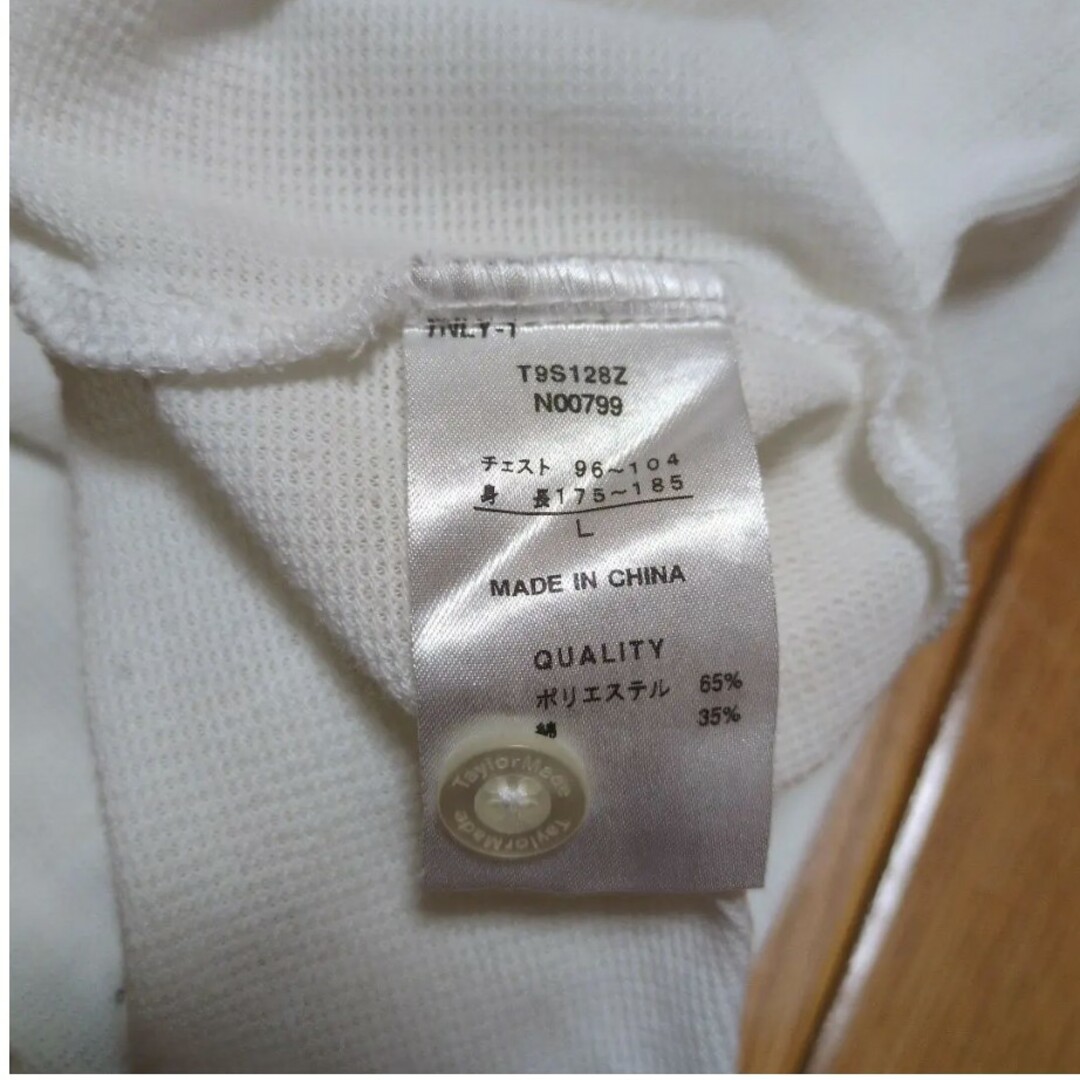 T9S128Z
N00799
チェスト 96~104
身 長175~185
L
MADE IN CHINA
QUALITY
ポリエステル 65%
綿 35%
TaylorMade
TaylorMade